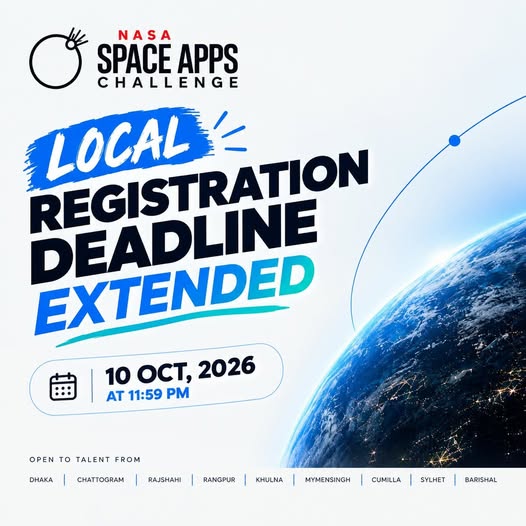 NASA
SPACE APPS
CHALLENGE
LOCAL
REGISTRATION
DEADLINE
EXTENDED
10 OCT, 2026
AT 11:59 PM
OPEN TO TALENT FROM
DHAKA | CHATTOGRAM | RAJSHAHI | RANGPUR | KHULNA | MYMENSINGH | CUMILLA | SYLHET | BARISHAL